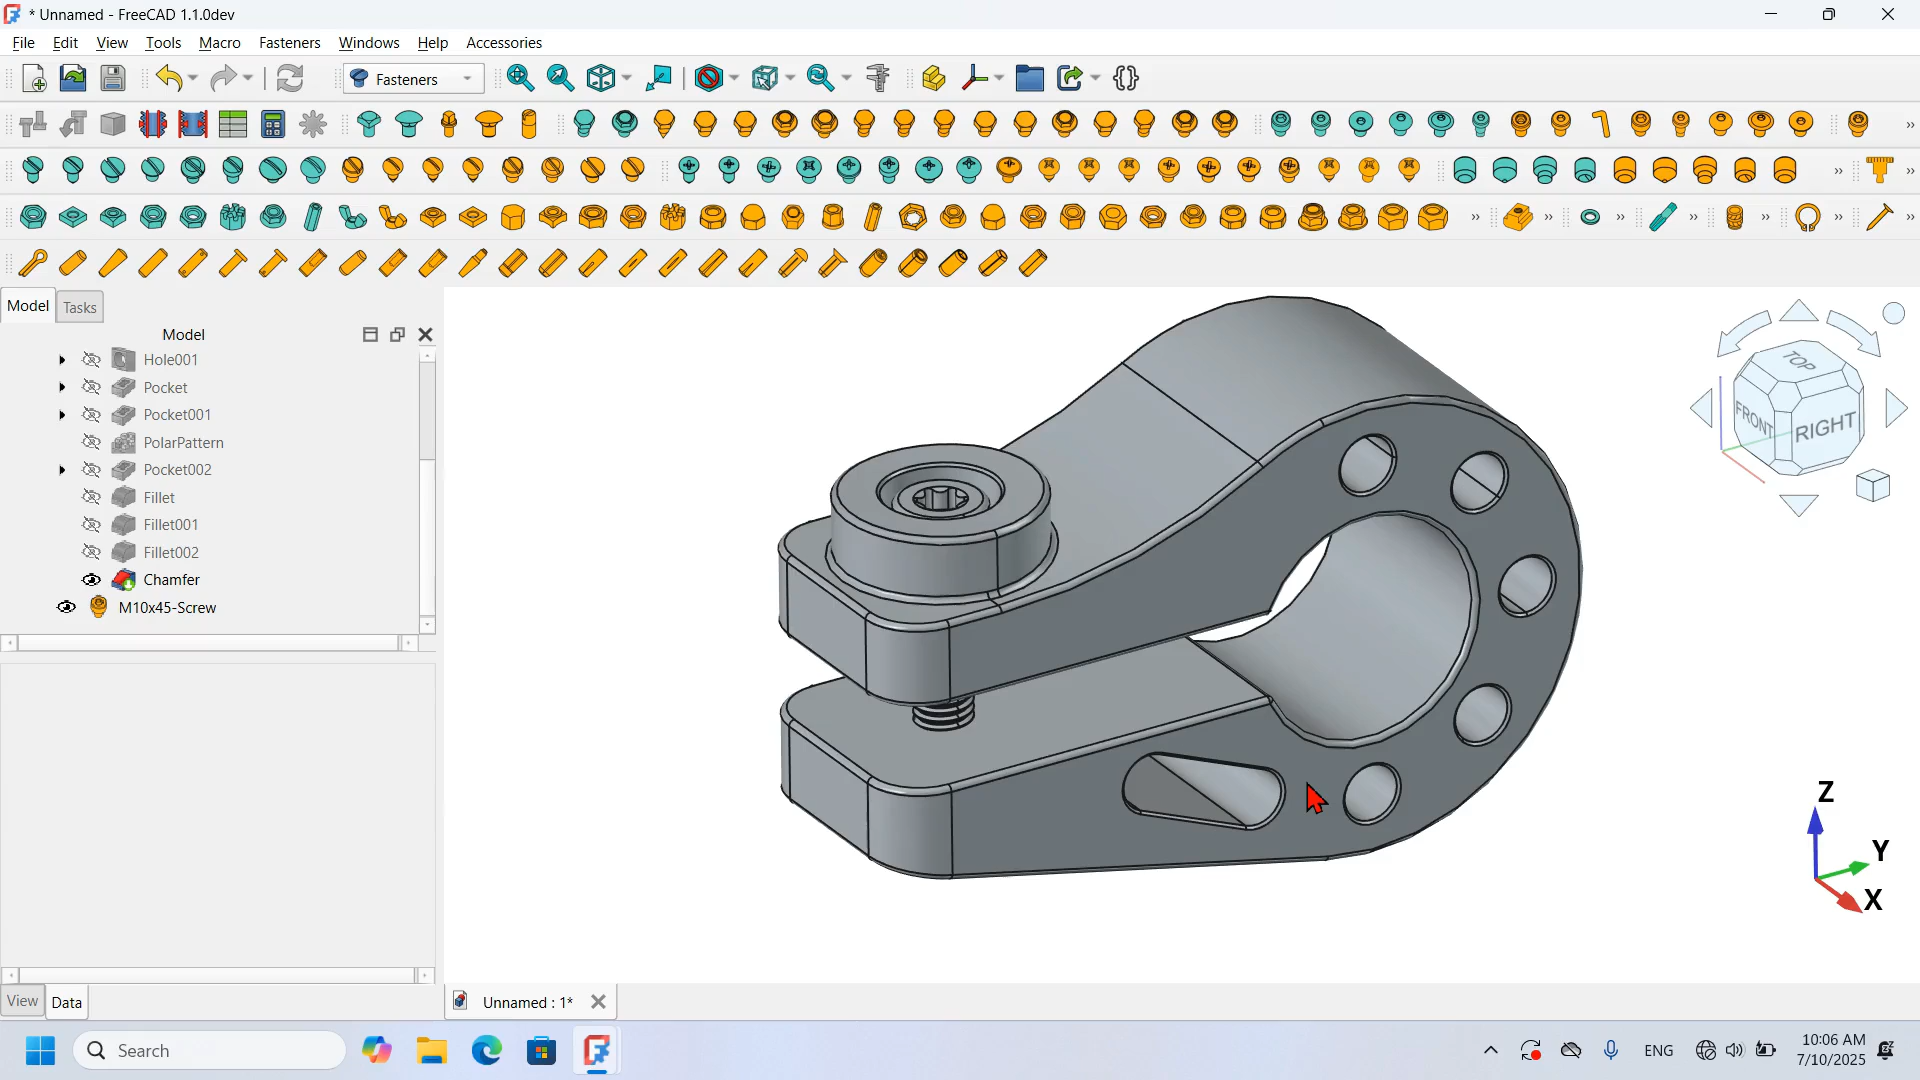 * Unnamed - FreeCAD 1.1.0dev
File Edit View Tools Macro Fasteners Windows Help Accessories
Fasteners
Model Tasks
Model
Hole001
Pocket
Pocket001
PolarPattern
Pocket002
Fillet
Fillet001
Fillet002
Chamfer
M10x45-Screw
TOP
FRONT
RIGHT
Z
Y
X
View Data
Unnamed : 1*
Search
ENG
10:06 AM
7/10/2025